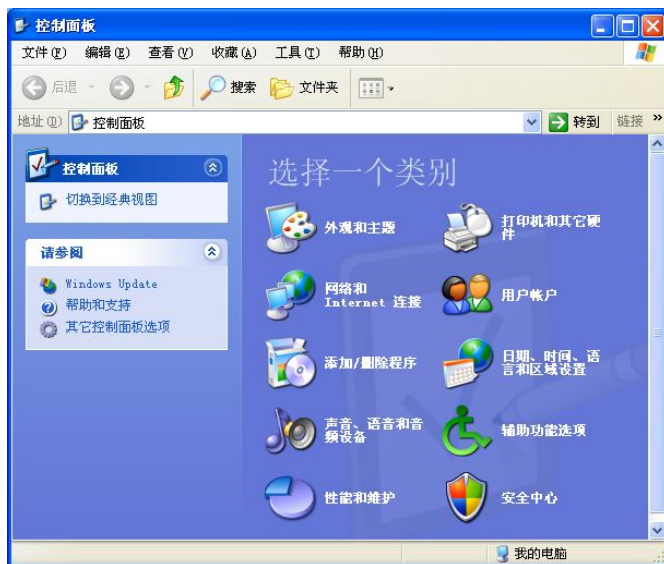 控制面板
文件(F) 编辑(E) 查看(V) 收藏(A) 工具(T) 帮助(H)
后退 搜索 文件夹
地址(D) 控制面板 转到 链接 »
控制面板
切换到经典视图
请参阅
Windows Update
帮助和支持
其它控制面板选项
选择一个类别
外观和主题
打印机和其它硬
件
网络和
Internet 连接
用户帐户
添加/删除程序
日期、时间、语
言和区域设置
声音、语音和音
频设备
辅助功能选项
性能和维护
安全中心
我的电脑